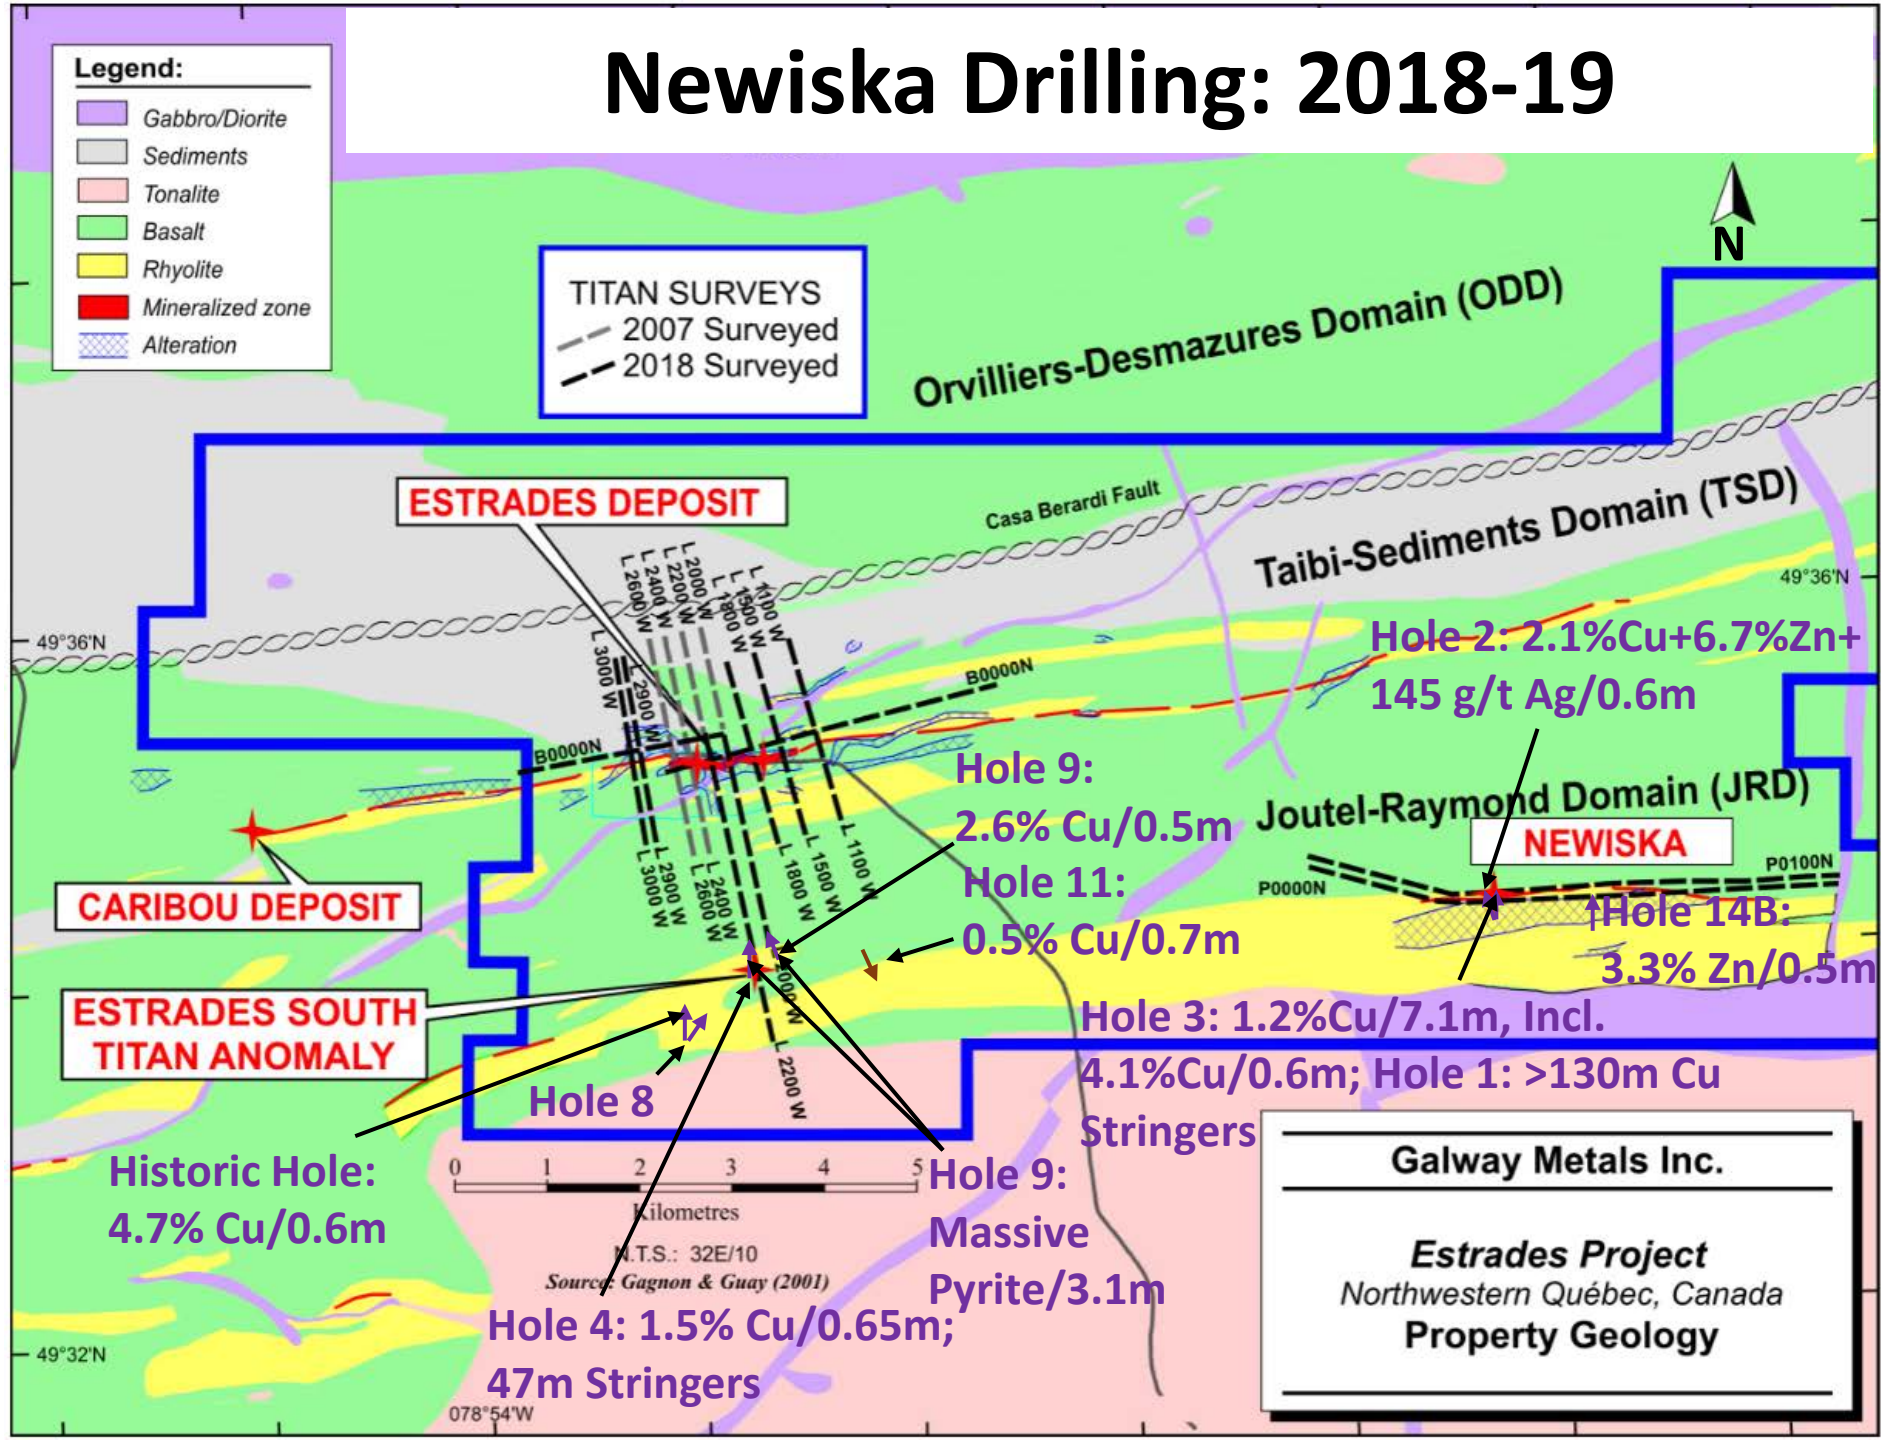 Newiska Drilling: 2018-19
Legend:
Gabbro/Diorite
Sediments
Tonalite
Basalt
Rhyolite
Mineralized zone
Alteration
N
TITAN SURVEYS
2007 Surveyed
2018 Surveyed
Orvilliers-Desmazures Domain (ODD)
ESTRADES DEPOSIT
Casa Berardi Fault
Taibi-Sediments Domain (TSD)
49°36'N
49°36'N
L 2600 W
L 2400 W
L 2200 W
L 2000 W
L 1800 W
L 1500 W
L 1100 W
L 3000 W
L 2900 W
B0000N
B0000N
Hole 2: 2.1%Cu+6.7%Zn+
145 g/t Ag/0.6m
Hole 9:
2.6% Cu/0.5m
Joutel-Raymond Domain (JRD)
NEWISKA
P0000N
P0100N
CARIBOU DEPOSIT
L 3000 W
L 2900 W
L 2600 W
L 2400 W
L 1800 W
L 1500 W
L 1100 W
Hole 11:
0.5% Cu/0.7m
Hole 14B:
3.3% Zn/0.5m
ESTRADES SOUTH
TITAN ANOMALY
L 2200 W
Hole 3: 1.2%Cu/7.1m, Incl.
4.1%Cu/0.6m; Hole 1: >130m Cu
Stringers
Hole 8
Historic Hole:
4.7% Cu/0.6m
0 1 2 3 4 5
Kilometres
N.T.S.: 32E/10
Source: Gagnon & Guay (2001)
Hole 9:
Massive
Pyrite/3.1m
Hole 4: 1.5% Cu/0.65m;
47m Stringers
49°32'N
078°54'W
Galway Metals Inc.
Estrades Project
Northwestern Québec, Canada
Property Geology